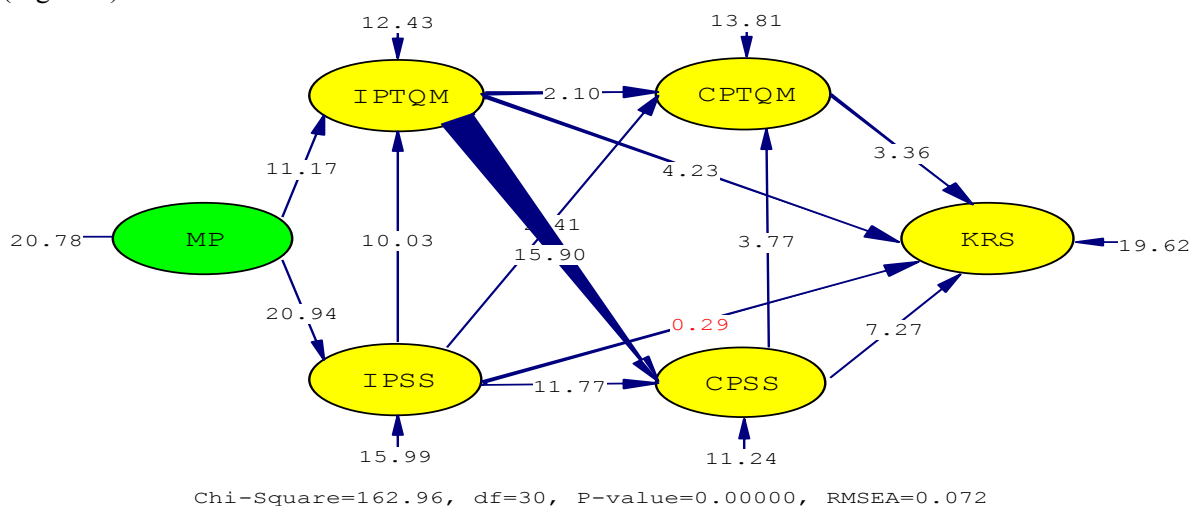 12.43
13.81
IPTQM
2.10
CPTQM
11.17
3.36
4.23
20.78
MP
10.03
41
15.90
3.77
KRS
19.62
20.94
0.29
7.27
IPSS
11.77
CPSS
15.99
11.24
Chi-Square=162.96, df=30, P-value=0.00000, RMSEA=0.072